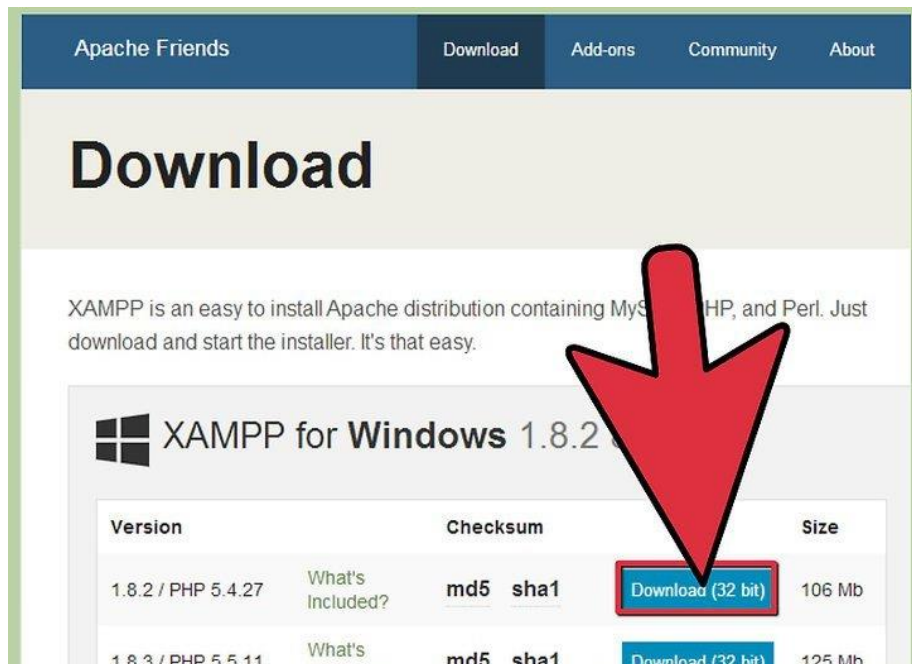 Apache Friends Download Add-ons Community About
Download
XAMPP is an easy to install Apache distribution containing MyS HP, and Perl. Just
download and start the installer. It's that easy.
XAMPP for Windows 1.8.2
Version Checksum Size
1.8.2 / PHP 5.4.27 What's Included? md5 sha1 Download (32 bit) 106 Mb
1.8.3 / PHP 5.5.11 What's md5 sha1 Download (32 bit) 125 Mb